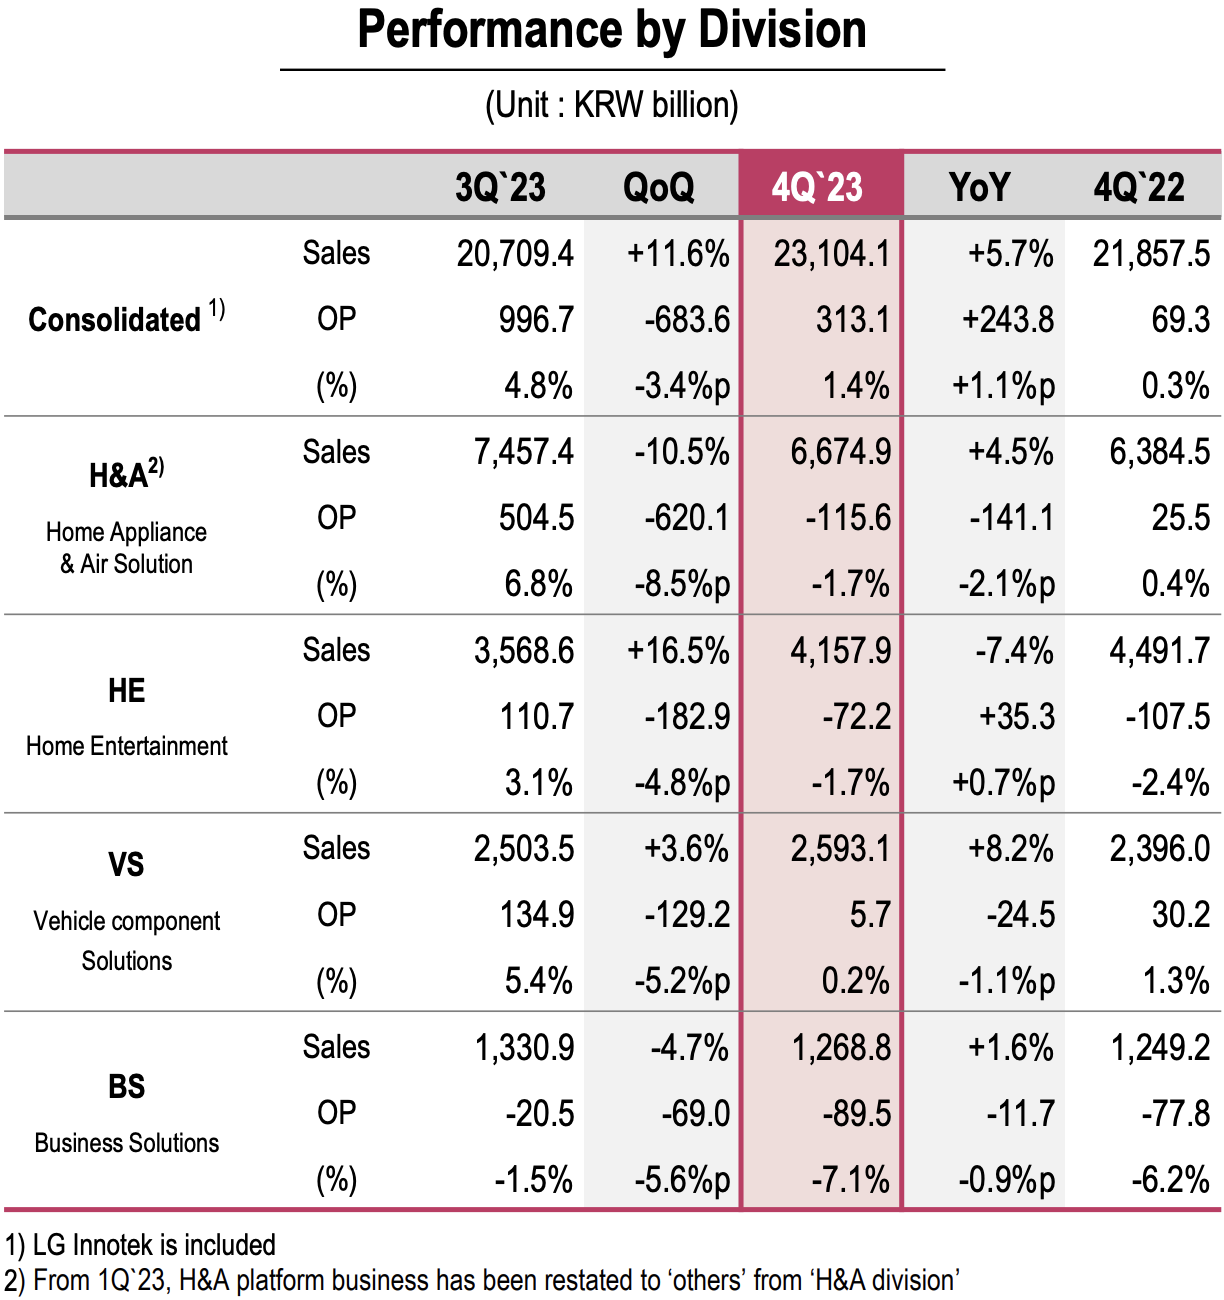 Performance by Division
(Unit : KRW billion)
3Q`23 QoQ 4Q`23 YoY 4Q`22
Consolidated 1)
Sales 20,709.4 +11.6% 23,104.1 +5.7% 21,857.5
OP 996.7 -683.6 313.1 +243.8 69.3
(%) 4.8% -3.4%p 1.4% +1.1%p 0.3%
H&A2)
Home Appliance
& Air Solution
Sales 7,457.4 -10.5% 6,674.9 +4.5% 6,384.5
OP 504.5 -620.1 -115.6 -141.1 25.5
(%) 6.8% -8.5%p -1.7% -2.1%p 0.4%
HE
Home Entertainment
Sales 3,568.6 +16.5% 4,157.9 -7.4% 4,491.7
OP 110.7 -182.9 -72.2 +35.3 -107.5
(%) 3.1% -4.8%p -1.7% +0.7%p -2.4%
VS
Vehicle component
Solutions
Sales 2,503.5 +3.6% 2,593.1 +8.2% 2,396.0
OP 134.9 -129.2 5.7 -24.5 30.2
(%) 5.4% -5.2%p 0.2% -1.1%p 1.3%
BS
Business Solutions
Sales 1,330.9 -4.7% 1,268.8 +1.6% 1,249.2
OP -20.5 -69.0 -89.5 -11.7 -77.8
(%) -1.5% -5.6%p -7.1% -0.9%p -6.2%
1) LG Innotek is included
2) From 1Q`23, H&A platform business has been restated to ‘others’ from ‘H&A division’